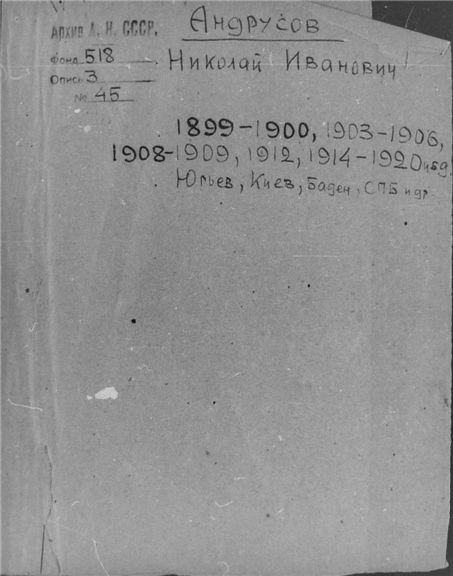 Андрусов
Архив А. Н. СССР.
Фонд 518
Николай Иванович
Опись 3
№ 45
1899-1900, 1903-1906,
1908-1909, 1912, 1914-1920 и б.д.
Юрьев, Киев, Баден, СПБ и др.